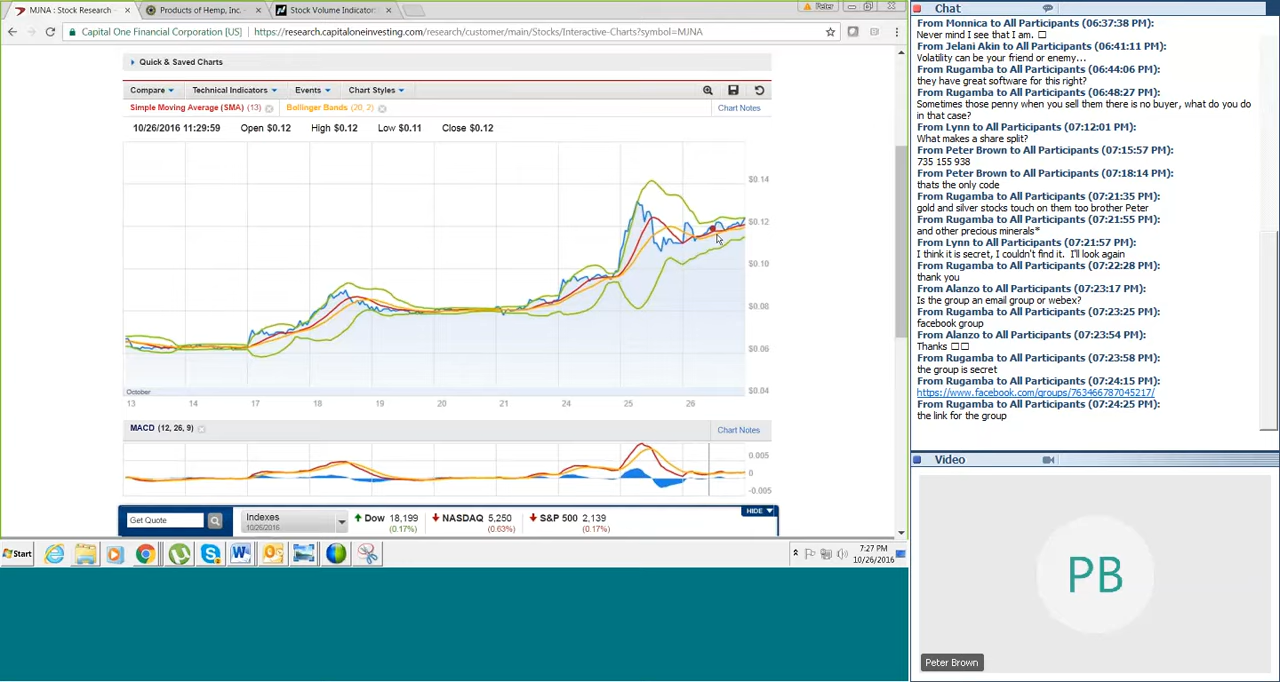 MJNA : Stock Research -
Products of Hemp, Inc.
Stock Volume Indicator:
Peter
Capital One Financial Corporation [US]
https://research.capitaloneinvesting.com/research/customer/main/Stocks/Interactive-Charts?symbol=MJNA
Quick & Saved Charts
Compare
Technical Indicators
Events
Chart Styles
Simple Moving Average (SMA) (13)
Bollinger Bands (20, 2)
Chart Notes
10/26/2016 11:29:59 Open $0.12 High $0.12 Low $0.11 Close $0.12
$0.14
$0.12
$0.10
$0.08
$0.06
$0.04
October
13 14 17 18 19 20 21 24 25 26
MACD (12, 26, 9)
Chart Notes
0.005
0
-0.005
HIDE
Get Quote
Indexes
10/26/2016
Dow 18,199
(0.17%)
NASDAQ 5,250
(0.63%)
S&P 500 2,139
(0.17%)
Start
7:27 PM
10/26/2016
Chat
From Monnica to All Participants (06:37:38 PM):
Never mind I see that I am. □
From Jelani Akin to All Participants (06:41:11 PM):
Volatility can be your friend or enemy...
From Rugamba to All Participants (06:44:06 PM):
they have great software for this right?
From Rugamba to All Participants (06:48:27 PM):
Sometimes those penny when you sell them there is no buyer, what do you do
in that case?
From Lynn to All Participants (07:12:01 PM):
What makes a share split?
From Peter Brown to All Participants (07:15:57 PM):
735 155 938
From Peter Brown to All Participants (07:18:14 PM):
thats the only code
From Rugamba to All Participants (07:21:35 PM):
gold and silver stocks touch on them too brother Peter
From Rugamba to All Participants (07:21:55 PM):
and other precious minerals*
From Lynn to All Participants (07:21:57 PM):
I think it is secret, I couldn't find it. I'll look again
From Rugamba to All Participants (07:22:28 PM):
thank you
From Alanzo to All Participants (07:23:17 PM):
Is the group an email group or webex?
From Rugamba to All Participants (07:23:25 PM):
facebook group
From Alanzo to All Participants (07:23:54 PM):
Thanks □□
From Rugamba to All Participants (07:23:58 PM):
the group is secret
From Rugamba to All Participants (07:24:15 PM):
https://www.facebook.com/groups/763466787045217/
From Rugamba to All Participants (07:24:25 PM):
the link for the group
Video
PB
Peter Brown